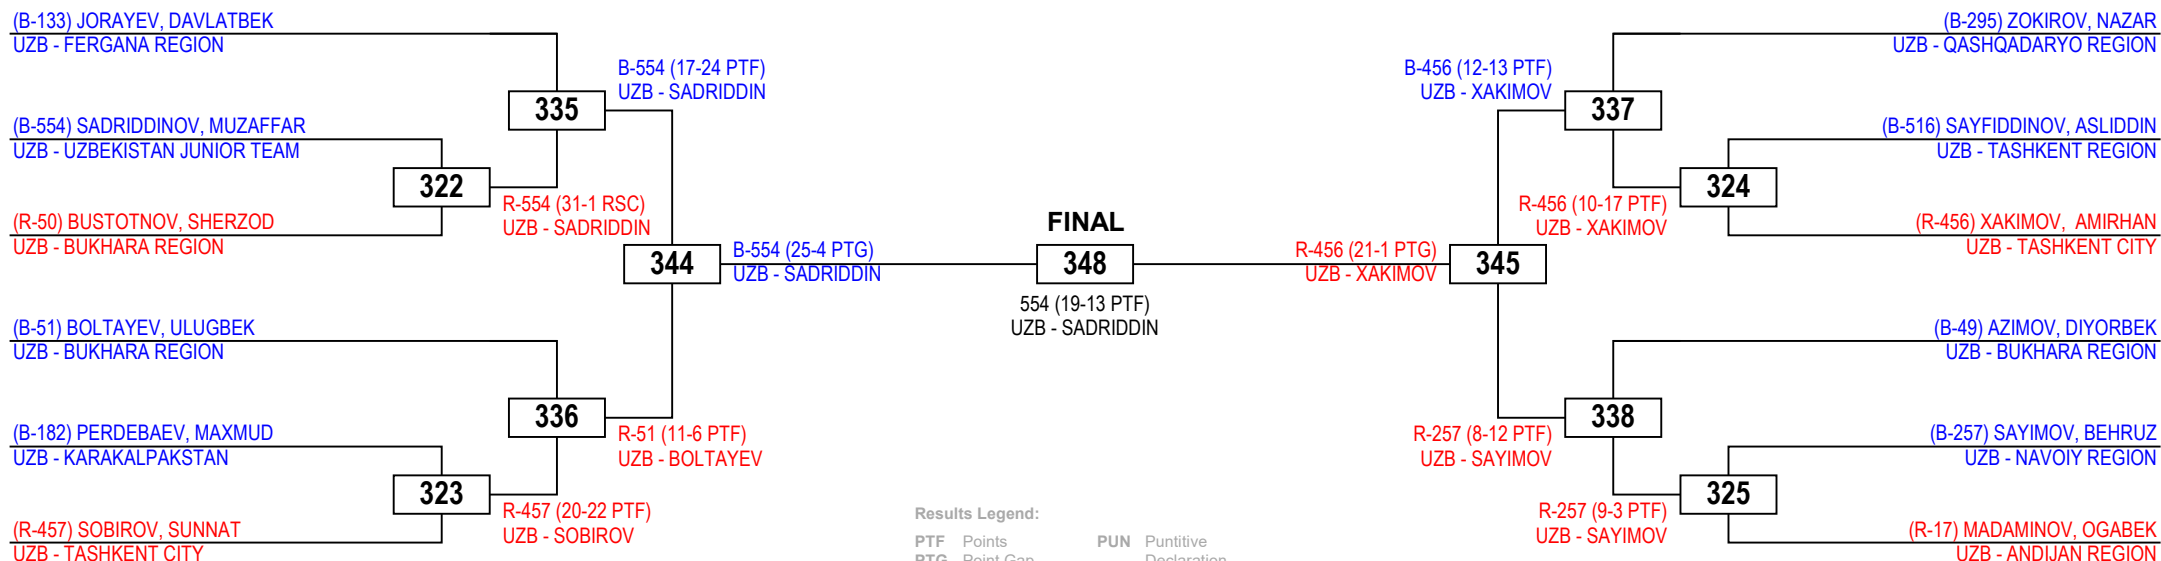 (B-133) JORAYEV, DAVLATBEK
UZB - FERGANA REGION
(B-554) SADRIDDINOV, MUZAFFAR
UZB - UZBEKISTAN JUNIOR TEAM
(R-50) BUSTOTNOV, SHERZOD
UZB - BUKHARA REGION
(B-51) BOLTAYEV, ULUGBEK
UZB - BUKHARA REGION
(B-182) PERDEBAEV, MAXMUD
UZB - KARAKALPAKSTAN
(R-457) SOBIROV, SUNNAT
UZB - TASHKENT CITY
322
R-554 (31-1 RSC)
UZB - SADRIDDIN
323
R-457 (20-22 PTF)
UZB - SOBIROV
335
B-554 (17-24 PTF)
UZB - SADRIDDIN
336
R-51 (11-6 PTF)
UZB - BOLTAYEV
344
B-554 (25-4 PTG)
UZB - SADRIDDIN
FINAL
348
554 (19-13 PTF)
UZB - SADRIDDIN
R-456 (21-1 PTG)
UZB - XAKIMOV
345
B-456 (12-13 PTF)
UZB - XAKIMOV
337
R-257 (8-12 PTF)
UZB - SAYIMOV
338
R-456 (10-17 PTF)
UZB - XAKIMOV
324
R-257 (9-3 PTF)
UZB - SAYIMOV
325
(B-295) ZOKIROV, NAZAR
UZB - QASHQADARYO REGION
(B-516) SAYFIDDINOV, ASLIDDIN
UZB - TASHKENT REGION
(R-456) XAKIMOV, AMIRHAN
UZB - TASHKENT CITY
(B-49) AZIMOV, DIYORBEK
UZB - BUKHARA REGION
(B-257) SAYIMOV, BEHRUZ
UZB - NAVOIY REGION
(R-17) MADAMINOV, OGABEK
UZB - ANDIJAN REGION
Results Legend:
PTF Points PUN Puntitive
PTG Point Gap Declaration